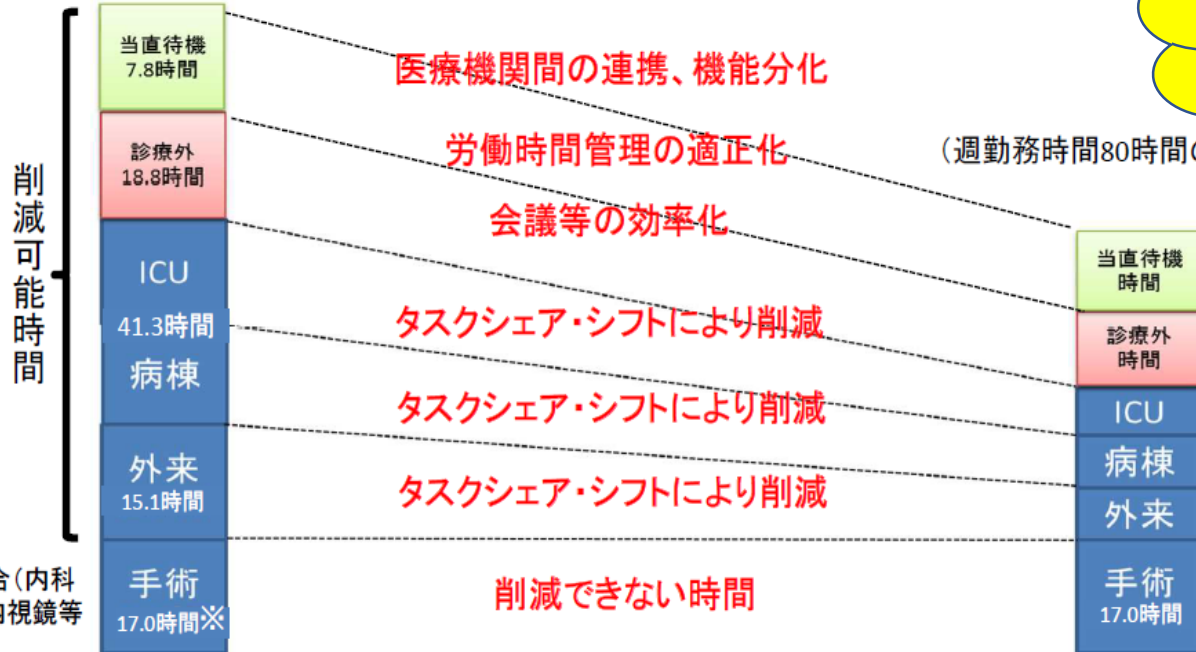 当直待機
7.8時間
診療外
18.8時間
ICU
41.3時間
病棟
外来
15.1時間
手術
17.0時間※
削減可能時間
合(内科
視鏡等
医療機関間の連携、機能分化
労働時間管理の適正化
会議等の効率化
タスクシェア・シフトにより削減
タスクシェア・シフトにより削減
タスクシェア・シフトにより削減
削減できない時間
(週勤務時間80時間の
当直待機
時間
診療外
時間
ICU
病棟
外来
手術
17.0時間